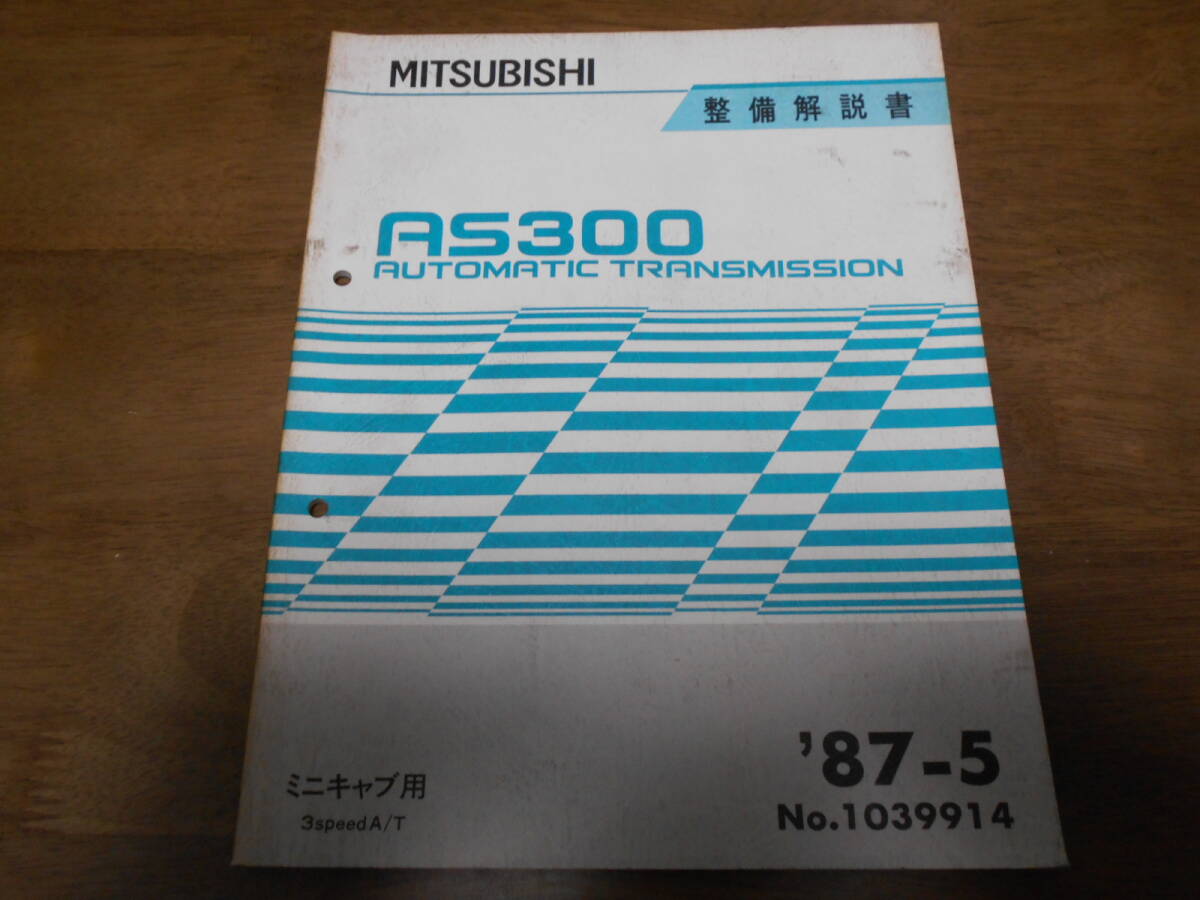 MITSUBISHI
整備解説書
AS300
AUTOMATIC TRANSMISSION
ミニキャブ用
3speed A/T
'87-5
No.1039914